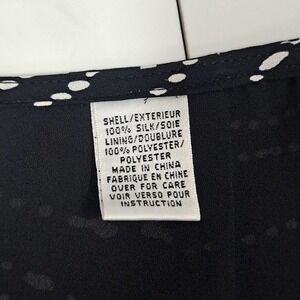 SHELL/EXTERIEUR
100% SILK/SOIE
LINING/DOUBLURE
100% POLYESTER/
POLYESTER
MADE IN CHINA
FABRIQUE EN CHINE
OVER FOR CARE
VOIR VERSO POUR
INSTRUCTION